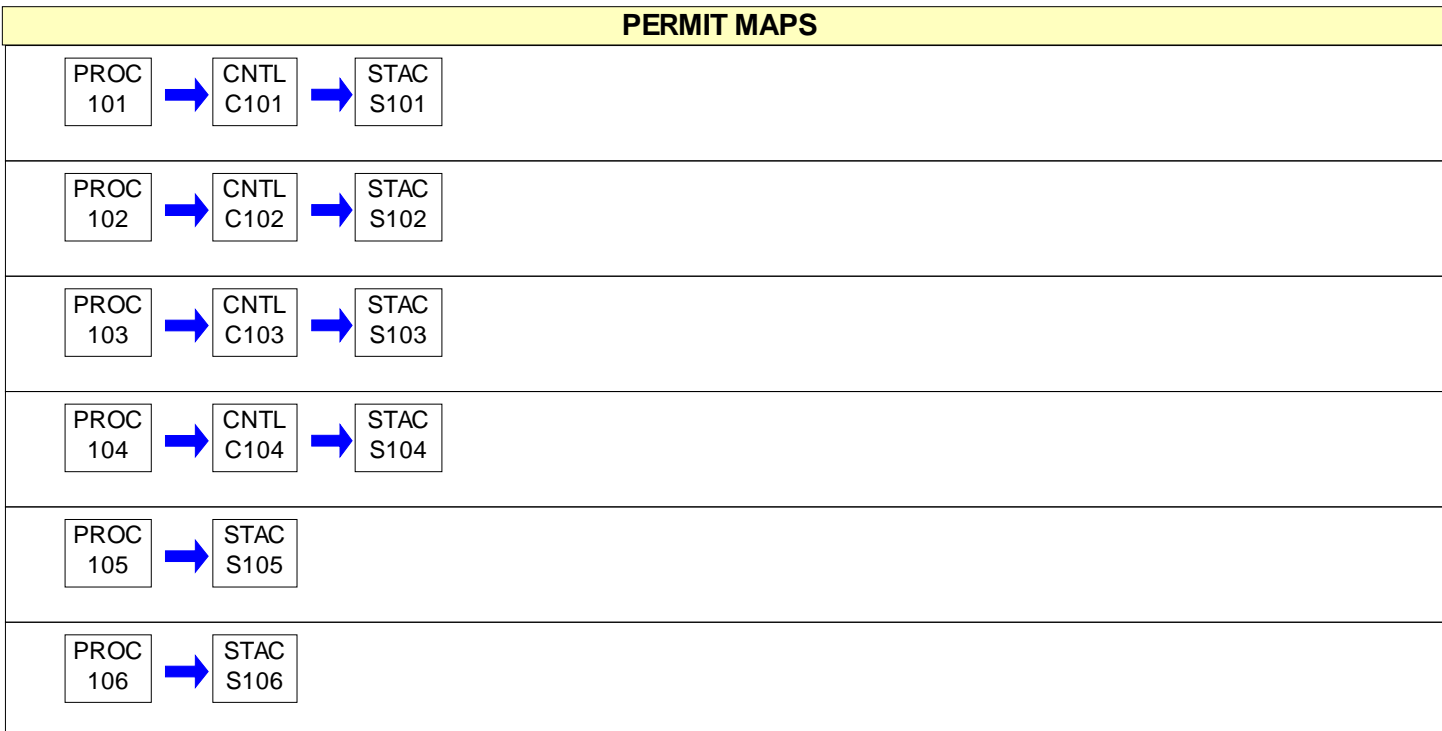 PERMIT MAPS
PROC CNTL STAC
101 C101 S101
PROC CNTL STAC
102 C102 S102
PROC CNTL STAC
103 C103 S103
PROC CNTL STAC
104 C104 S104
PROC STAC
105 S105
PROC STAC
106 S106